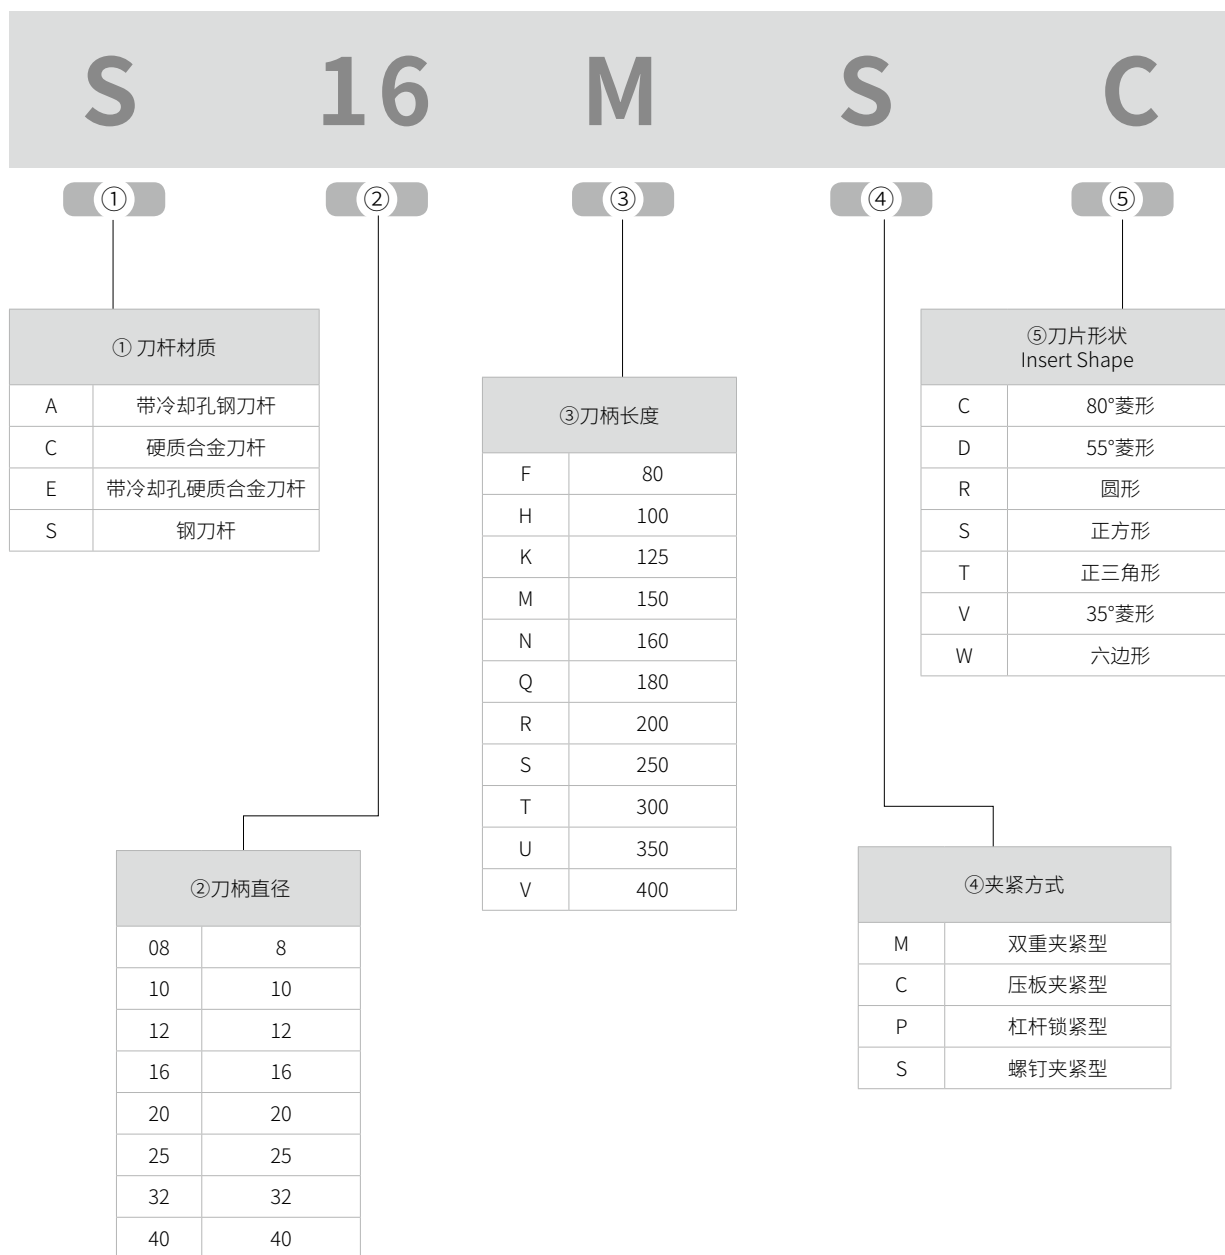 S 16 M S C
① ② ③ ④ ⑤
① 刀杆材质
A 带冷却孔钢刀杆
C 硬质合金刀杆
E 带冷却孔硬质合金刀杆
S 钢刀杆
②刀柄直径
08 8
10 10
12 12
16 16
20 20
25 25
32 32
40 40
③刀柄长度
F 80
H 100
K 125
M 150
N 160
Q 180
R 200
S 250
T 300
U 350
V 400
④夹紧方式
M 双重夹紧型
C 压板夹紧型
P 杠杆锁紧型
S 螺钉夹紧型
⑤刀片形状
Insert Shape
C 80°菱形
D 55°菱形
R 圆形
S 正方形
T 正三角形
V 35°菱形
W 六边形